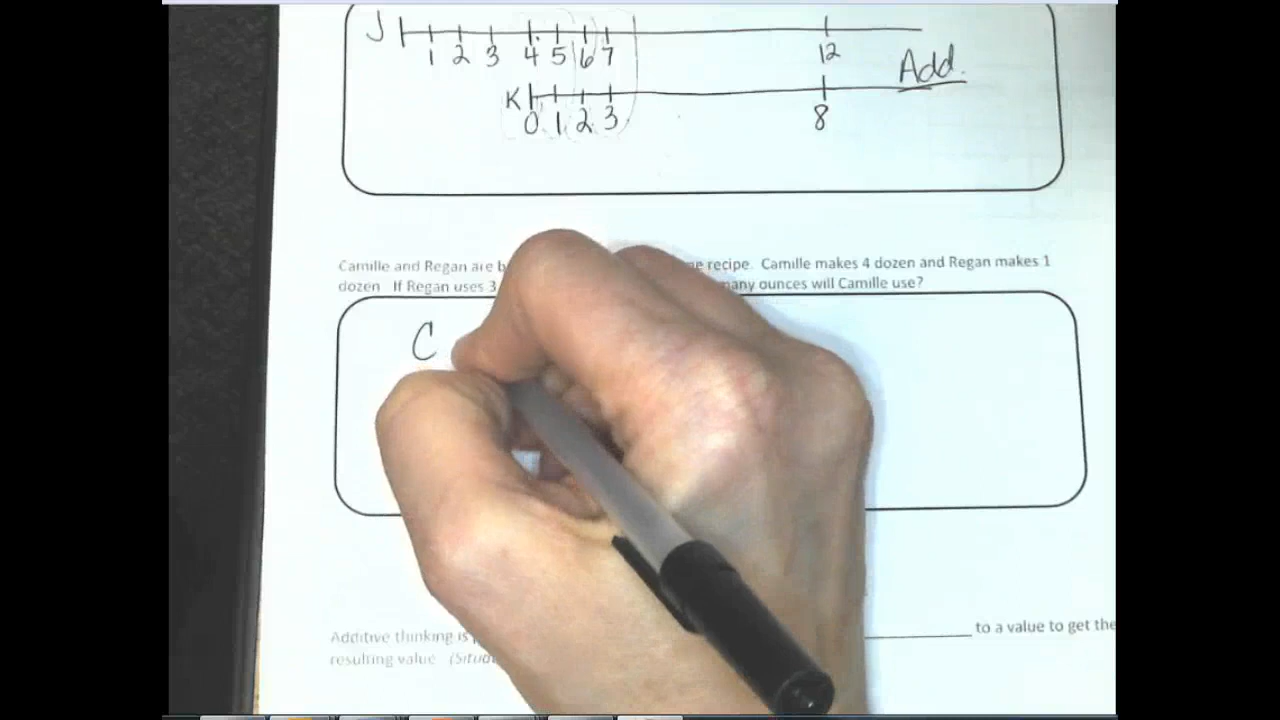 J
1 2 3 4 5 6 7 12
Add.
K
0 1 2 3 8
Camille and Regan are recipe. Camille makes 4 dozen and Regan makes 1
dozen If Regan uses 3 many ounces will Camille use?
C
Additive thinking is to a value to get the
resulting value